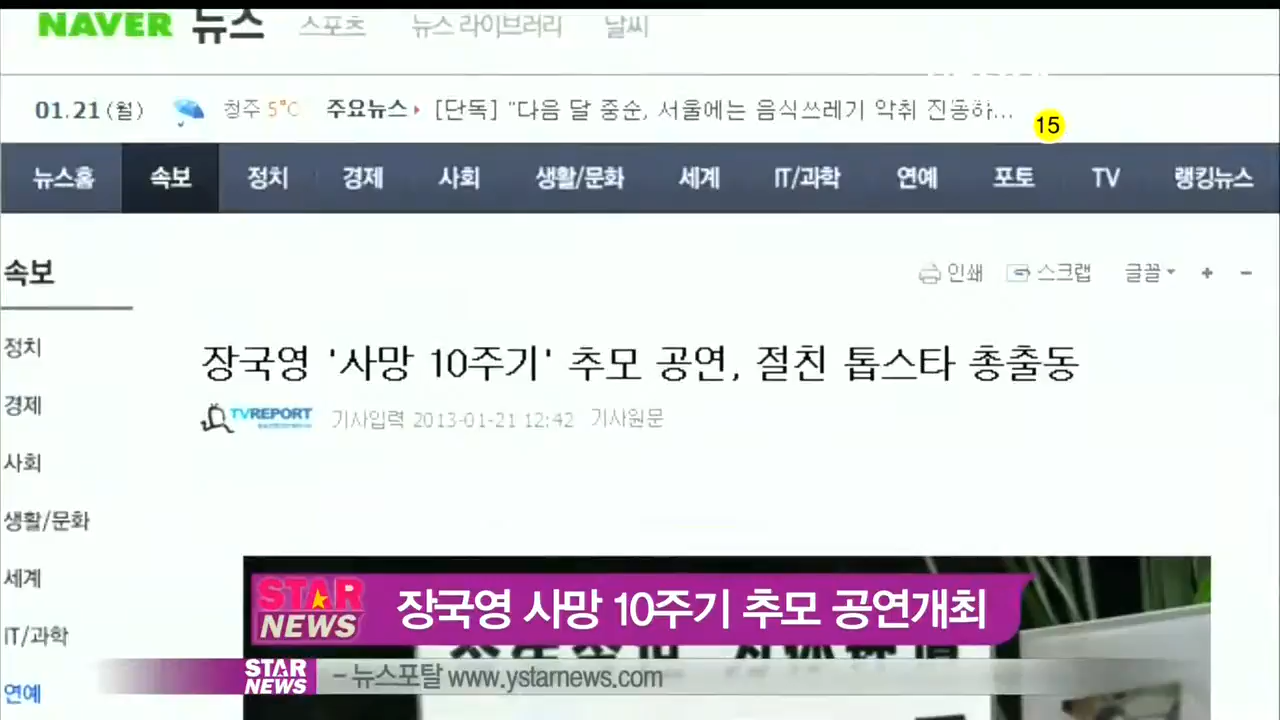 NAVER 뉴스 스포츠 뉴스 라이브러리 날씨
01.21 (월) 청주 5°C 주요뉴스 [단독] "다음 달 중순, 서울에는 음식쓰레기 악취 진동하...
15
뉴스홈 속보 정치 경제 사회 생활/문화 세계 IT/과학 연예 포토 TV 랭킹뉴스
속보
인쇄 스크랩 글꼴 + -
정치
장국영 '사망 10주기' 추모 공연, 절친 톱스타 총출동
TVREPORT 기사입력 2013-01-21 12:42 기사원문
경제
사회
생활/문화
세계
IT/과학
연예
STAR NEWS
장국영 사망 10주기 추모 공연개최
STAR NEWS
- 뉴스포탈 www.ystarnews.com